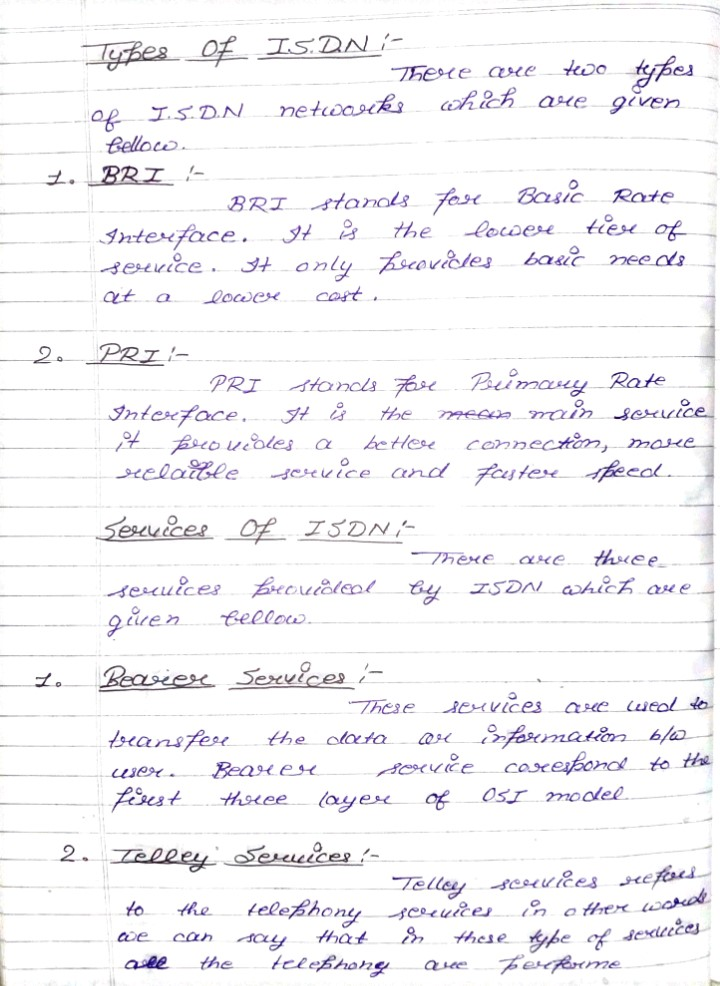 Types Of I.S.D.N :-
There are two types
of I.S.D.N networks which are given
bellow.
1. BRI :-
BRI stands for Basic Rate
Interface. It is the lower tier of
service. It only provides basic needs
at a lower cost.
2. PRI :-
PRI stands for Primary Rate
Interface. It is the mean main service
it provides a better connection, more
relaible service and faster speed.
Services Of ISDN :-
There are three
services provided by ISDN which are
given bellow.
1. Bearer Services :-
These services are used to
transfer the data or information b/w
user. Bearer service corespond to the
first three layer of OSI model
2. Telley Services :-
Telley services refors
to the telephony services in other words
we can say that in these type of services
all the telephony are performe